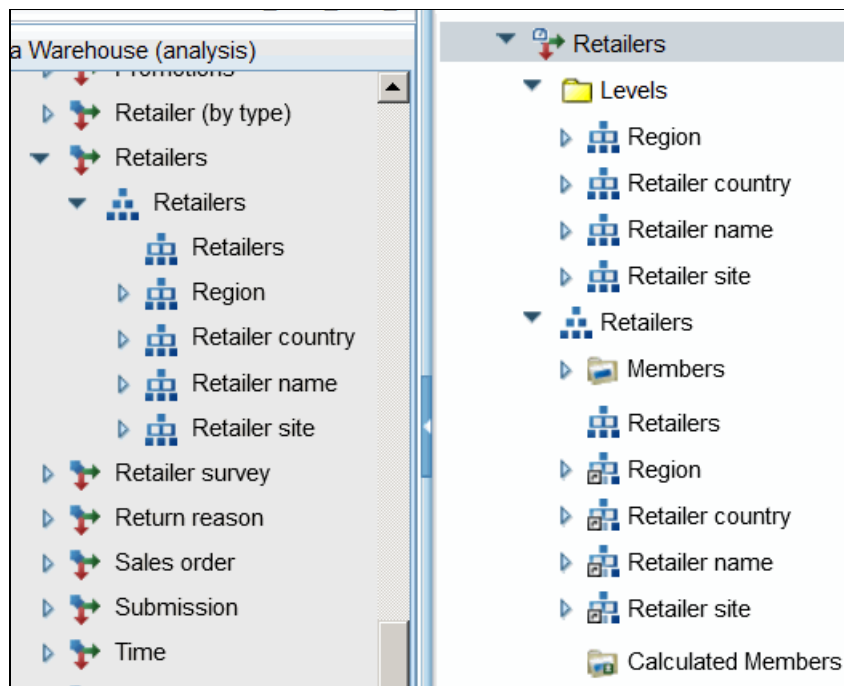 a Warehouse (analysis)
Promotions
Retailer (by type)
Retailers
Retailers
Retailers
Region
Retailer country
Retailer name
Retailer site
Retailer survey
Return reason
Sales order
Submission
Time
Retailers
Levels
Region
Retailer country
Retailer name
Retailer site
Retailers
Members
Retailers
Region
Retailer country
Retailer name
Retailer site
Calculated Members